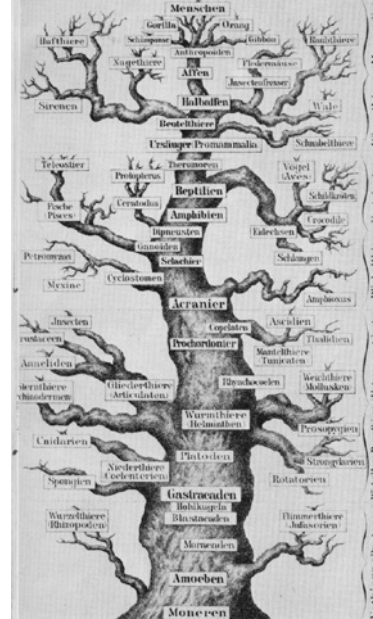 Menschen
Gorilla
Orang
Schimpanse
Gibbon
Hufthiere
Raubthiere
Anthropoiden
Nagethiere
Fledermäuse
Affen
Insectenfresser
Sirenen
Halbaffen
Wale
Beutelthiere
Ursäuger Promammalia
Schnabelthiere
Teleostier
Theromoren
Vögel
(Aves)
Protopterus
Reptilien
Schildkröten
Fische
(Pisces)
Ceratodus
Amphibien
Crocodile
Dipneusten
Eidechsen
Ganoiden
Petromyzon
Selachier
Schlangen
Myxine
Cyclostomen
Acranier
Amphioxus
Insecten
Copelaten
Ascidien
rustaceen
Prochordonier
Thalidien
Anneliden
Mantelthiere
Tunicaten
Gliederthiere
(Articulaten)
Rhynchocoelen
Weichthiere
Mollusken
Wurmthiere
(Helminthen)
Prosopygien
Cnidarien
Platoden
Strongylarien
Niederthiere
Coelenterien
Spongien
Rotatorien
Gastraeaden
Hohlkugeln
Blastaeaden
Wurzelthiere
(Rhizopoden)
Flimmerthiere
(Infusorien)
Moraeaden
Amoeben
Moneren